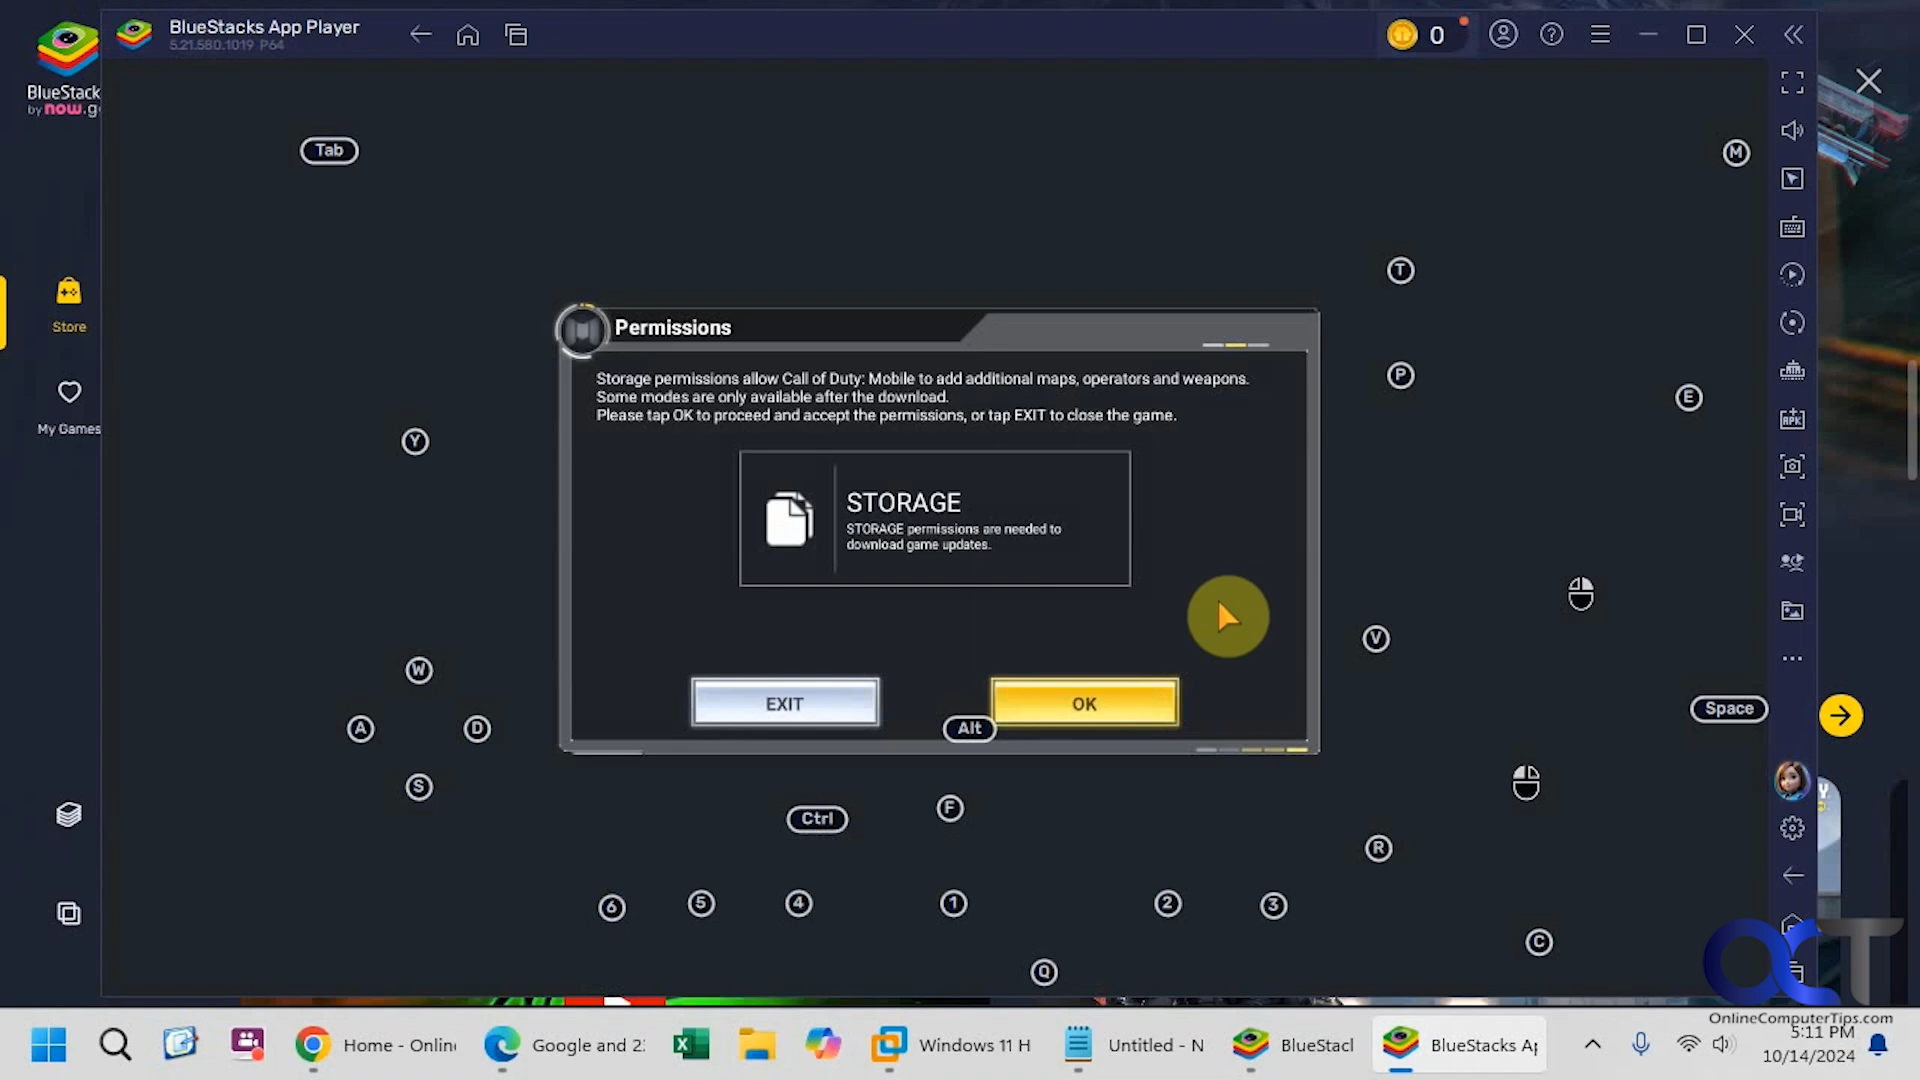 BlueStacks App Player
5.21.580.1019 P64
0
BlueStack
by now.g
Tab
M
T
Store
Permissions
Storage permissions allow Call of Duty: Mobile to add additional maps, operators and weapons.
Some modes are only available after the download.
Please tap OK to proceed and accept the permissions, or tap EXIT to close the game.
P
E
My Games
Y
APK
STORAGE
STORAGE permissions are needed to
download game updates.
V
W
EXIT
OK
Space
A
D
Alt
S
F
Ctrl
R
6
5
4
1
2
3
C
Q
OCT
OnlineComputerTips.com
Home - Onlin
Google and 2
Windows 11 H
Untitled - N
BlueStacl
BlueStacks Ap
5:11 PM
10/14/2024